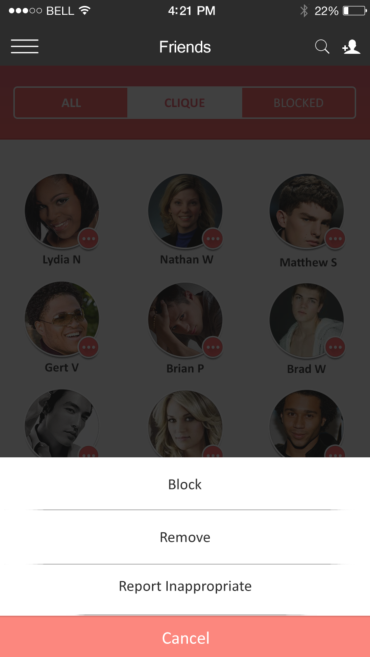 BELL 4:21 PM 22%
Friends
ALL CLIQUE BLOCKED
Lydia N Nathan W Matthew S
Gert V Brian P Brad W
Block
Remove
Report Inappropriate
Cancel